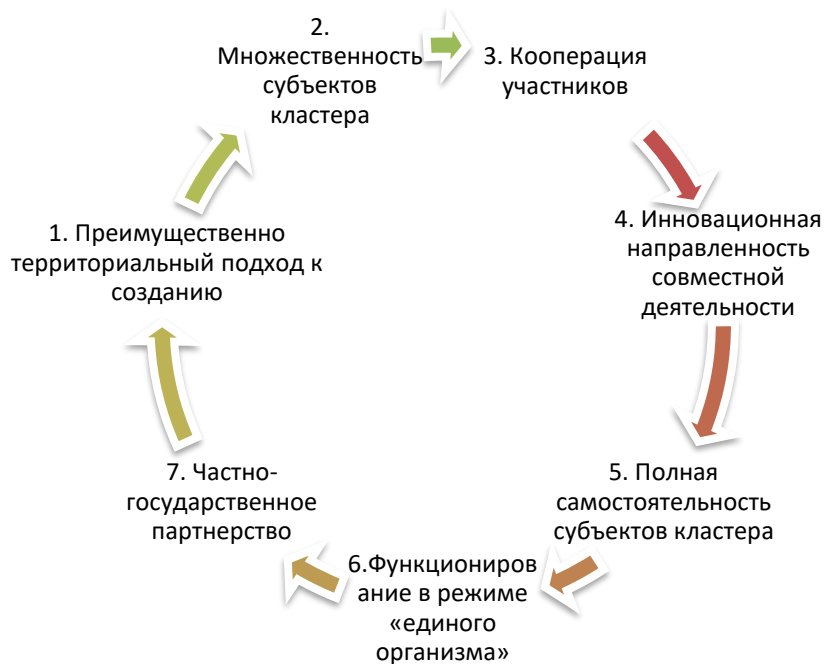 1. Преимущественно
территориальный подход к
созданию
2.
Множественность
субъектов
кластера
3. Кооперация
участников
4. Инновационная
направленность
совместной
деятельности
5. Полная
самостоятельность
субъектов кластера
6.Функциониров
ание в режиме
«единого
организма»
7. Частно-
государственное
партнерство